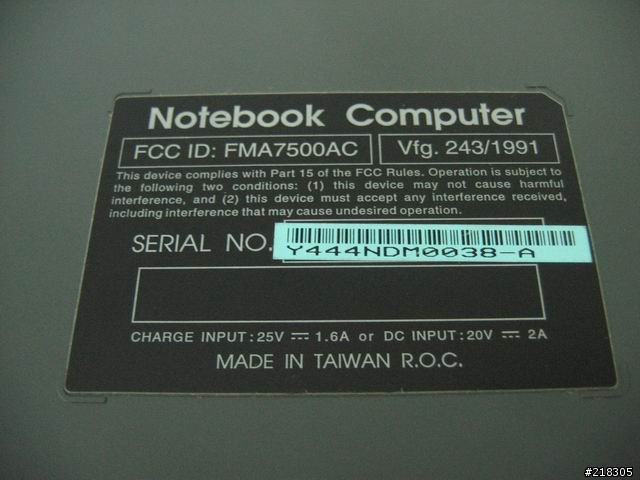 Notebook Computer
FCC ID: FMA7500AC
Vfg. 243/1991
This device complies with Part 15 of the FCC Rules. Operation is subject to
the following two conditions: (1) this device may not cause harmful
interference, and (2) this device must accept any interference received,
including interference that may cause undesired operation.
SERIAL NO.
Y444NDM0038-A
CHARGE INPUT: 25V ⎓ 1.6A or DC INPUT: 20V ⎓ 2A
MADE IN TAIWAN R.O.C.
#218305